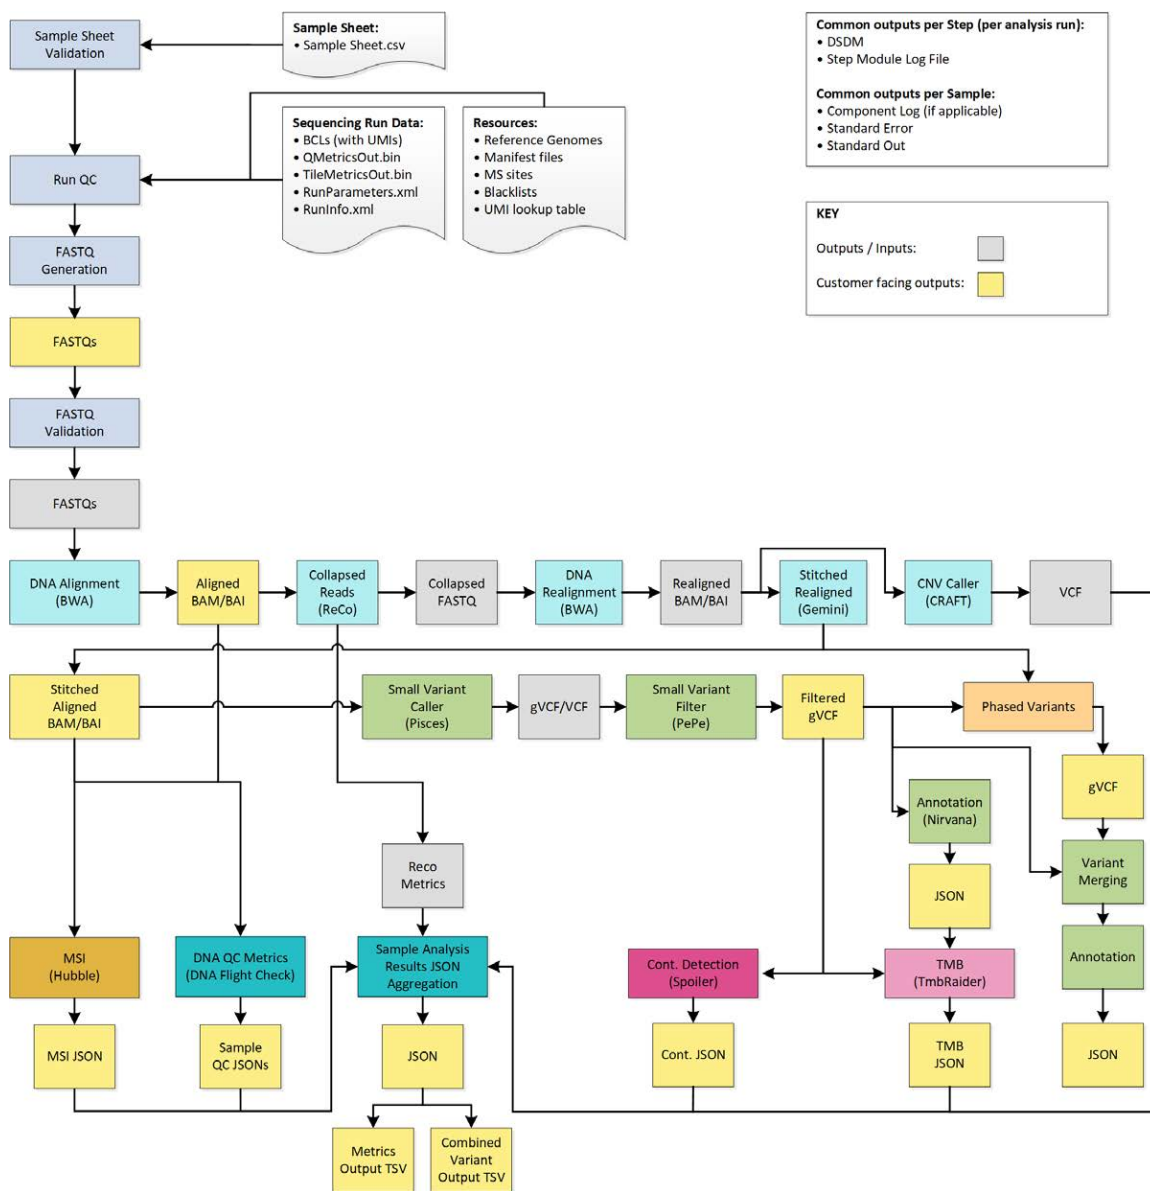 Sample Sheet
Validation
Sample Sheet:
• Sample Sheet.csv
Common outputs per Step (per analysis run):
• DSDM
• Step Module Log File
Common outputs per Sample:
• Component Log (if applicable)
• Standard Error
• Standard Out
Sequencing Run Data:
• BCLs (with UMIs)
• QMetricsOut.bin
• TileMetricsOut.bin
• RunParameters.xml
• RunInfo.xml
Resources:
• Reference Genomes
• Manifest files
• MS sites
• Blacklists
• UMI lookup table
Run QC
KEY
Outputs / Inputs:
Customer facing outputs:
FASTQ
Generation
FASTQs
FASTQ
Validation
FASTQs
DNA Alignment
(BWA)
Aligned
BAM/BAI
Collapsed
Reads
(ReCo)
Collapsed
FASTQ
DNA
Realignment
(BWA)
Realigned
BAM/BAI
Stitched
Realigned
(Gemini)
CNV Caller
(CRAFT)
VCF
Stitched
Aligned
BAM/BAI
Small Variant
Caller
(Pisces)
gVCF/VCF
Small Variant
Filter
(PePe)
Filtered
gVCF
Phased Variants
gVCF
Annotation
(Nirvana)
Reco
Metrics
Variant
Merging
JSON
MSI
(Hubble)
DNA QC Metrics
(DNA Flight Check)
Sample Analysis
Results JSON
Aggregation
Cont. Detection
(Spoiler)
TMB
(TmbRaider)
Annotation
MSI JSON
Sample
QC JSONs
JSON
Cont. JSON
TMB
JSON
JSON
Metrics
Output TSV
Combined
Variant
Output TSV